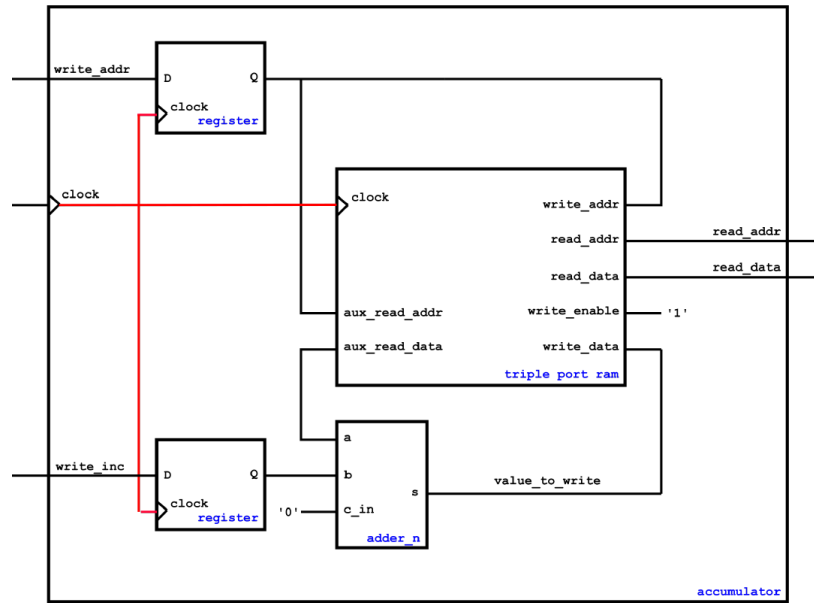 write_addr
D
Q
clock
register
clock
clock
write_addr
read_addr
read_addr
read_data
read_data
aux_read_addr
write_enable
'1'
aux_read_data
write_data
triple port ram
a
write_inc
D
Q
b
value_to_write
s
clock
'0'
c_in
register
adder_n
accumulator